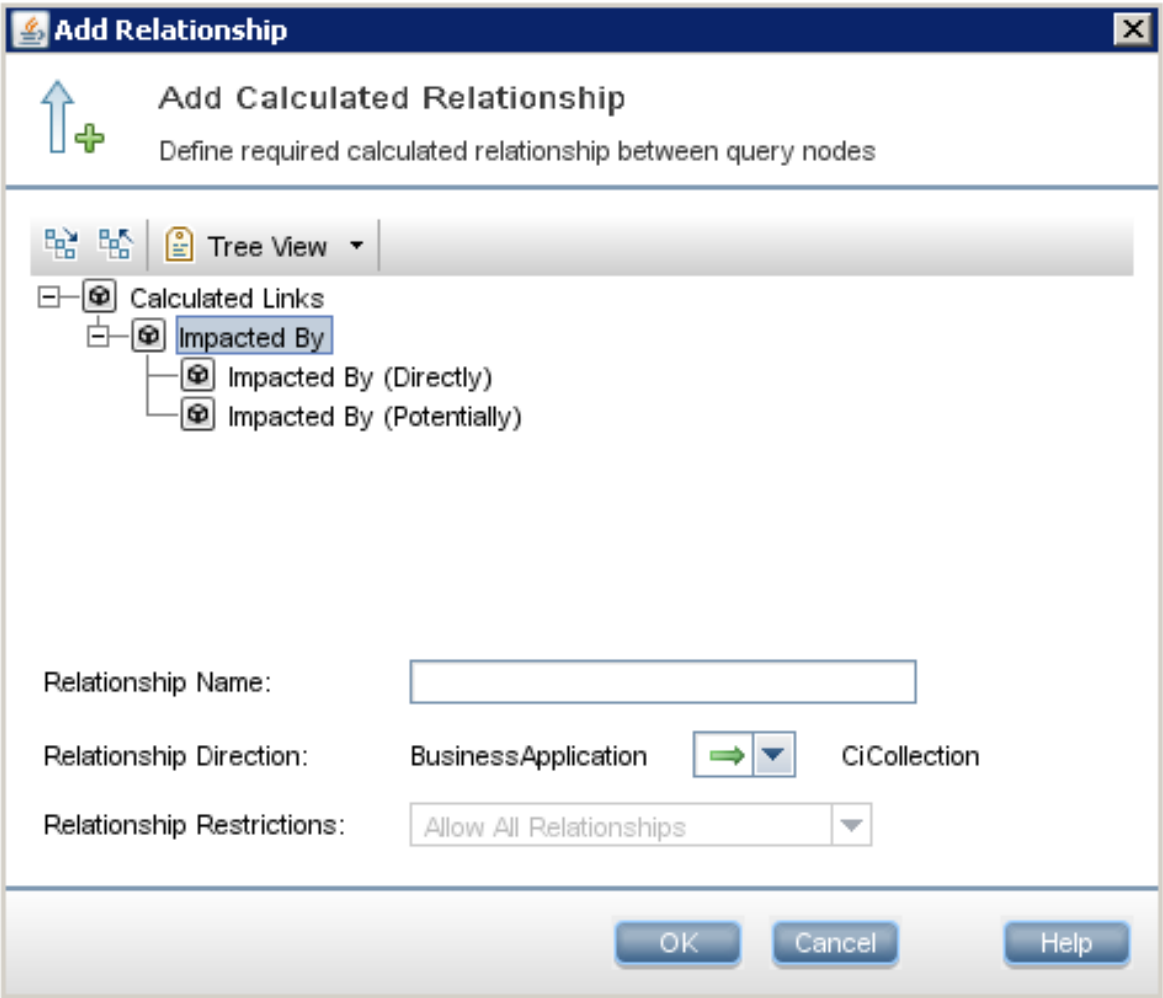 Add Relationship
Add Calculated Relationship
Define required calculated relationship between query nodes
Tree View
Calculated Links
Impacted By
Impacted By (Directly)
Impacted By (Potentially)
Relationship Name:
Relationship Direction: BusinessApplication CiCollection
Relationship Restrictions: Allow All Relationships
OK Cancel Help